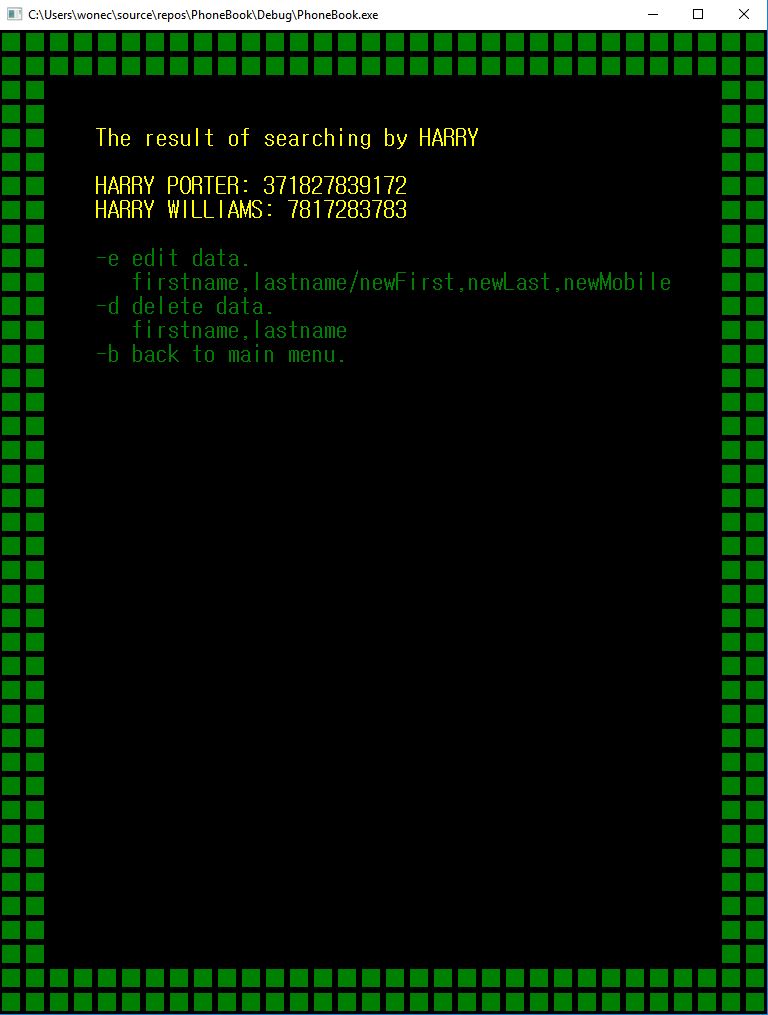 C:\Users\wonec\source\repos\PhoneBook\Debug\PhoneBook.exe
The result of searching by HARRY
HARRY PORTER: 371827839172
HARRY WILLIAMS: 7817283783
-e edit data.
firstname,lastname/newFirst,newLast,newMobile
-d delete data.
firstname,lastname
-b back to main menu.